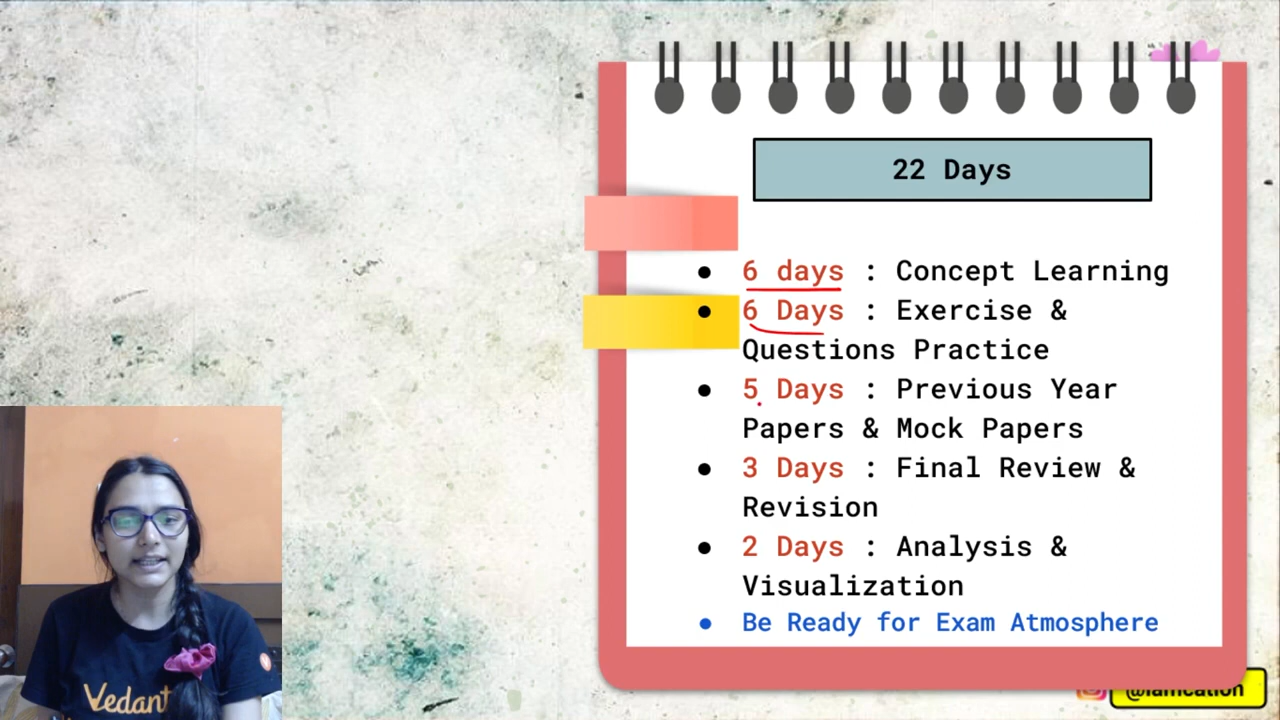 22 Days
● 6 days : Concept Learning
● 6 Days : Exercise &
Questions Practice
● 5 Days : Previous Year
Papers & Mock Papers
● 3 Days : Final Review &
Revision
● 2 Days : Analysis &
Visualization
● Be Ready for Exam Atmosphere
Vedant